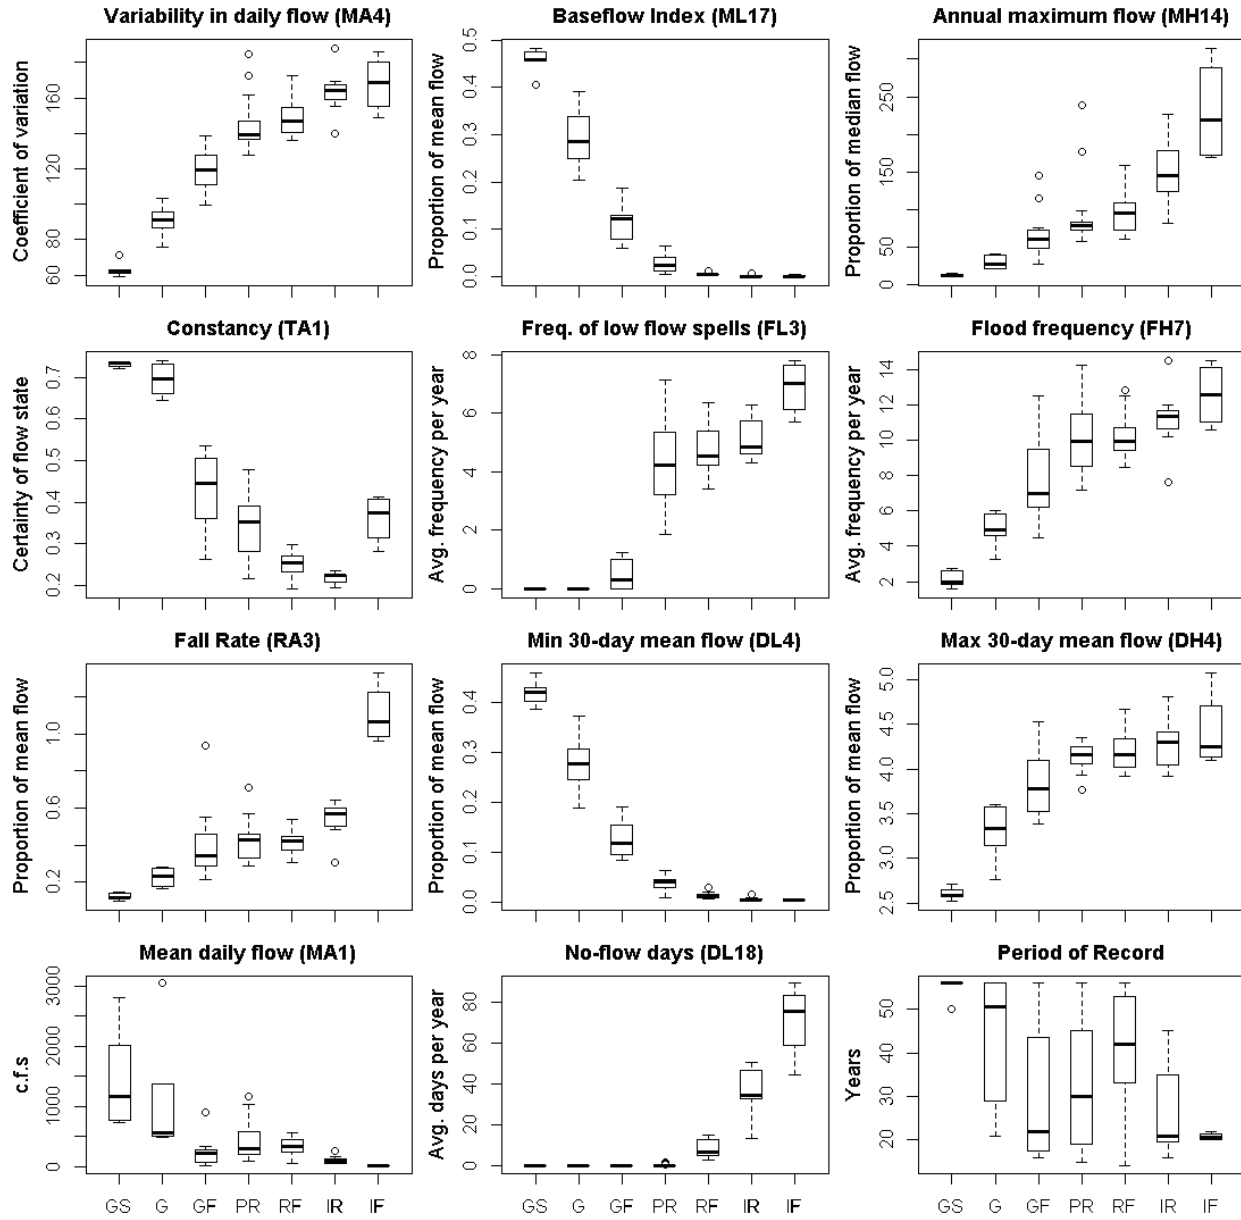 Variability in daily flow (MA4)
Coefficient of variation
60 80 120 160
Baseflow Index (ML17)
Proportion of mean flow
0.0 0.1 0.2 0.3 0.4 0.5
Annual maximum flow (MH14)
Proportion of median flow
0 50 150 250
Constancy (TA1)
Certainty of flow state
0.2 0.3 0.4 0.5 0.6 0.7
Freq. of low flow spells (FL3)
Avg. frequency per year
0 2 4 6 8
Flood frequency (FH7)
Avg. frequency per year
2 4 6 8 10 12 14
Fall Rate (RA3)
Proportion of mean flow
0.2 0.6 1.0
Min 30-day mean flow (DL4)
Proportion of mean flow
0.0 0.1 0.2 0.3 0.4
Max 30-day mean flow (DH4)
Proportion of mean flow
2.5 3.0 3.5 4.0 4.5 5.0
Mean daily flow (MA1)
c.f.s
0 1000 2000 3000
GS G GF PR RF IR IF
No-flow days (DL18)
Avg. days per year
0 20 40 60 80
GS G GF PR RF IR IF
Period of Record
Years
20 30 40 50
GS G GF PR RF IR IF